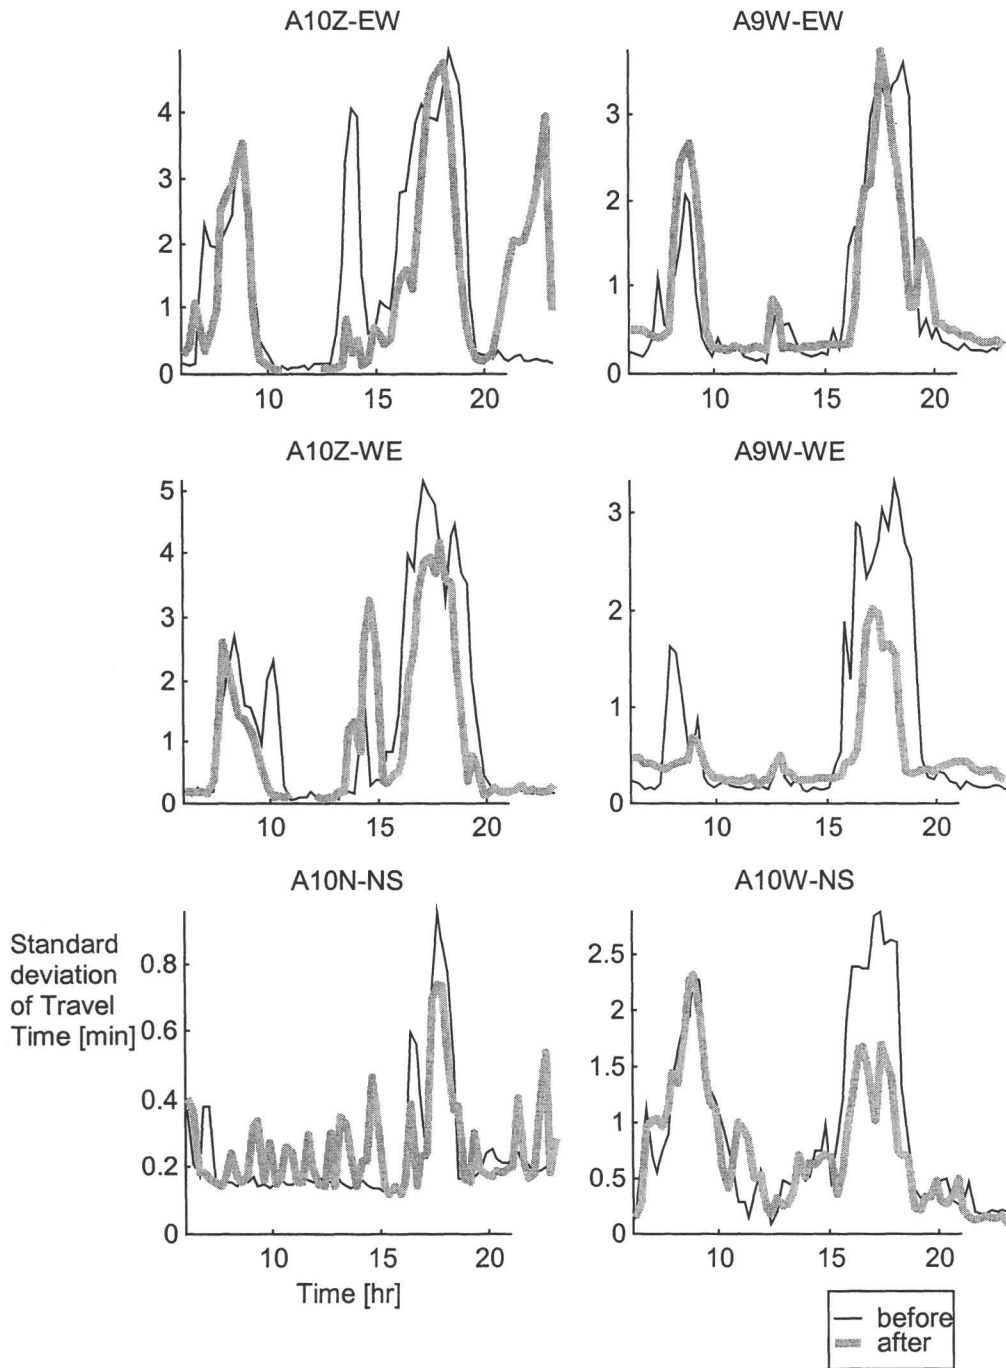 A10Z-EW
4
3
2
1
0
10 15 20
A9W-EW
3
2
1
0
10 15 20
A10Z-WE
5
4
3
2
1
0
10 15 20
A9W-WE
3
2
1
0
10 15 20
A10N-NS
Standard
deviation
of Travel
Time [min]
0.8
0.6
0.4
0.2
0
10 15 20
Time [hr]
A10W-NS
2.5
2
1.5
1
0.5
0
10 15 20
before
after